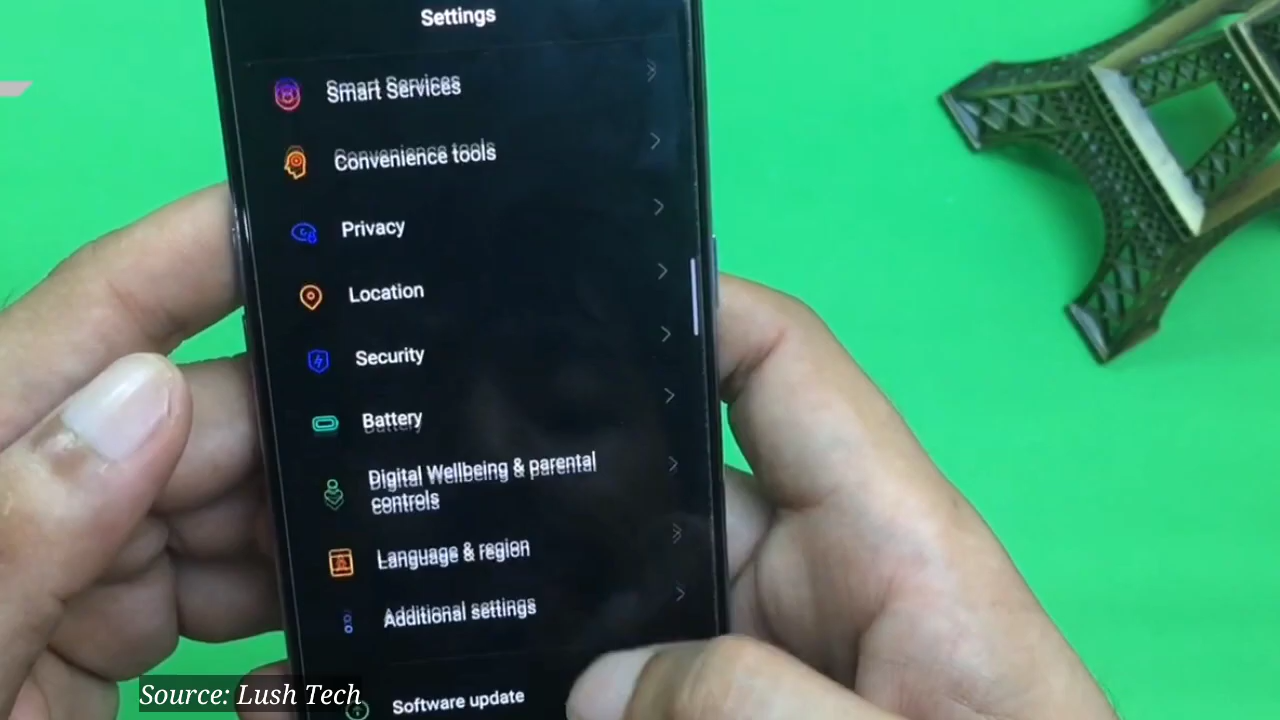 Settings
Smart Services
Convenience tools
Privacy
Location
Security
Battery
Digital Wellbeing & parental
controls
Language & region
Additional settings
Software update
Source: Lush Tech